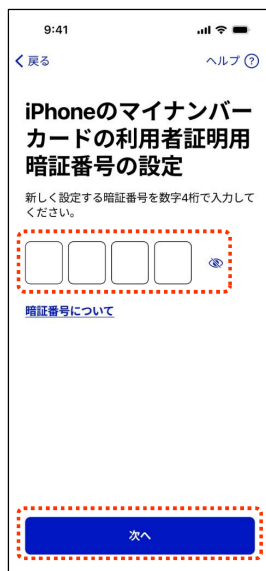 9:41
戻る
ヘルプ ?
iPhoneのマイナンバー
カードの利用者証明用
暗証番号の設定
新しく設定する暗証番号を数字4桁で入力して
ください。
暗証番号について
次へ